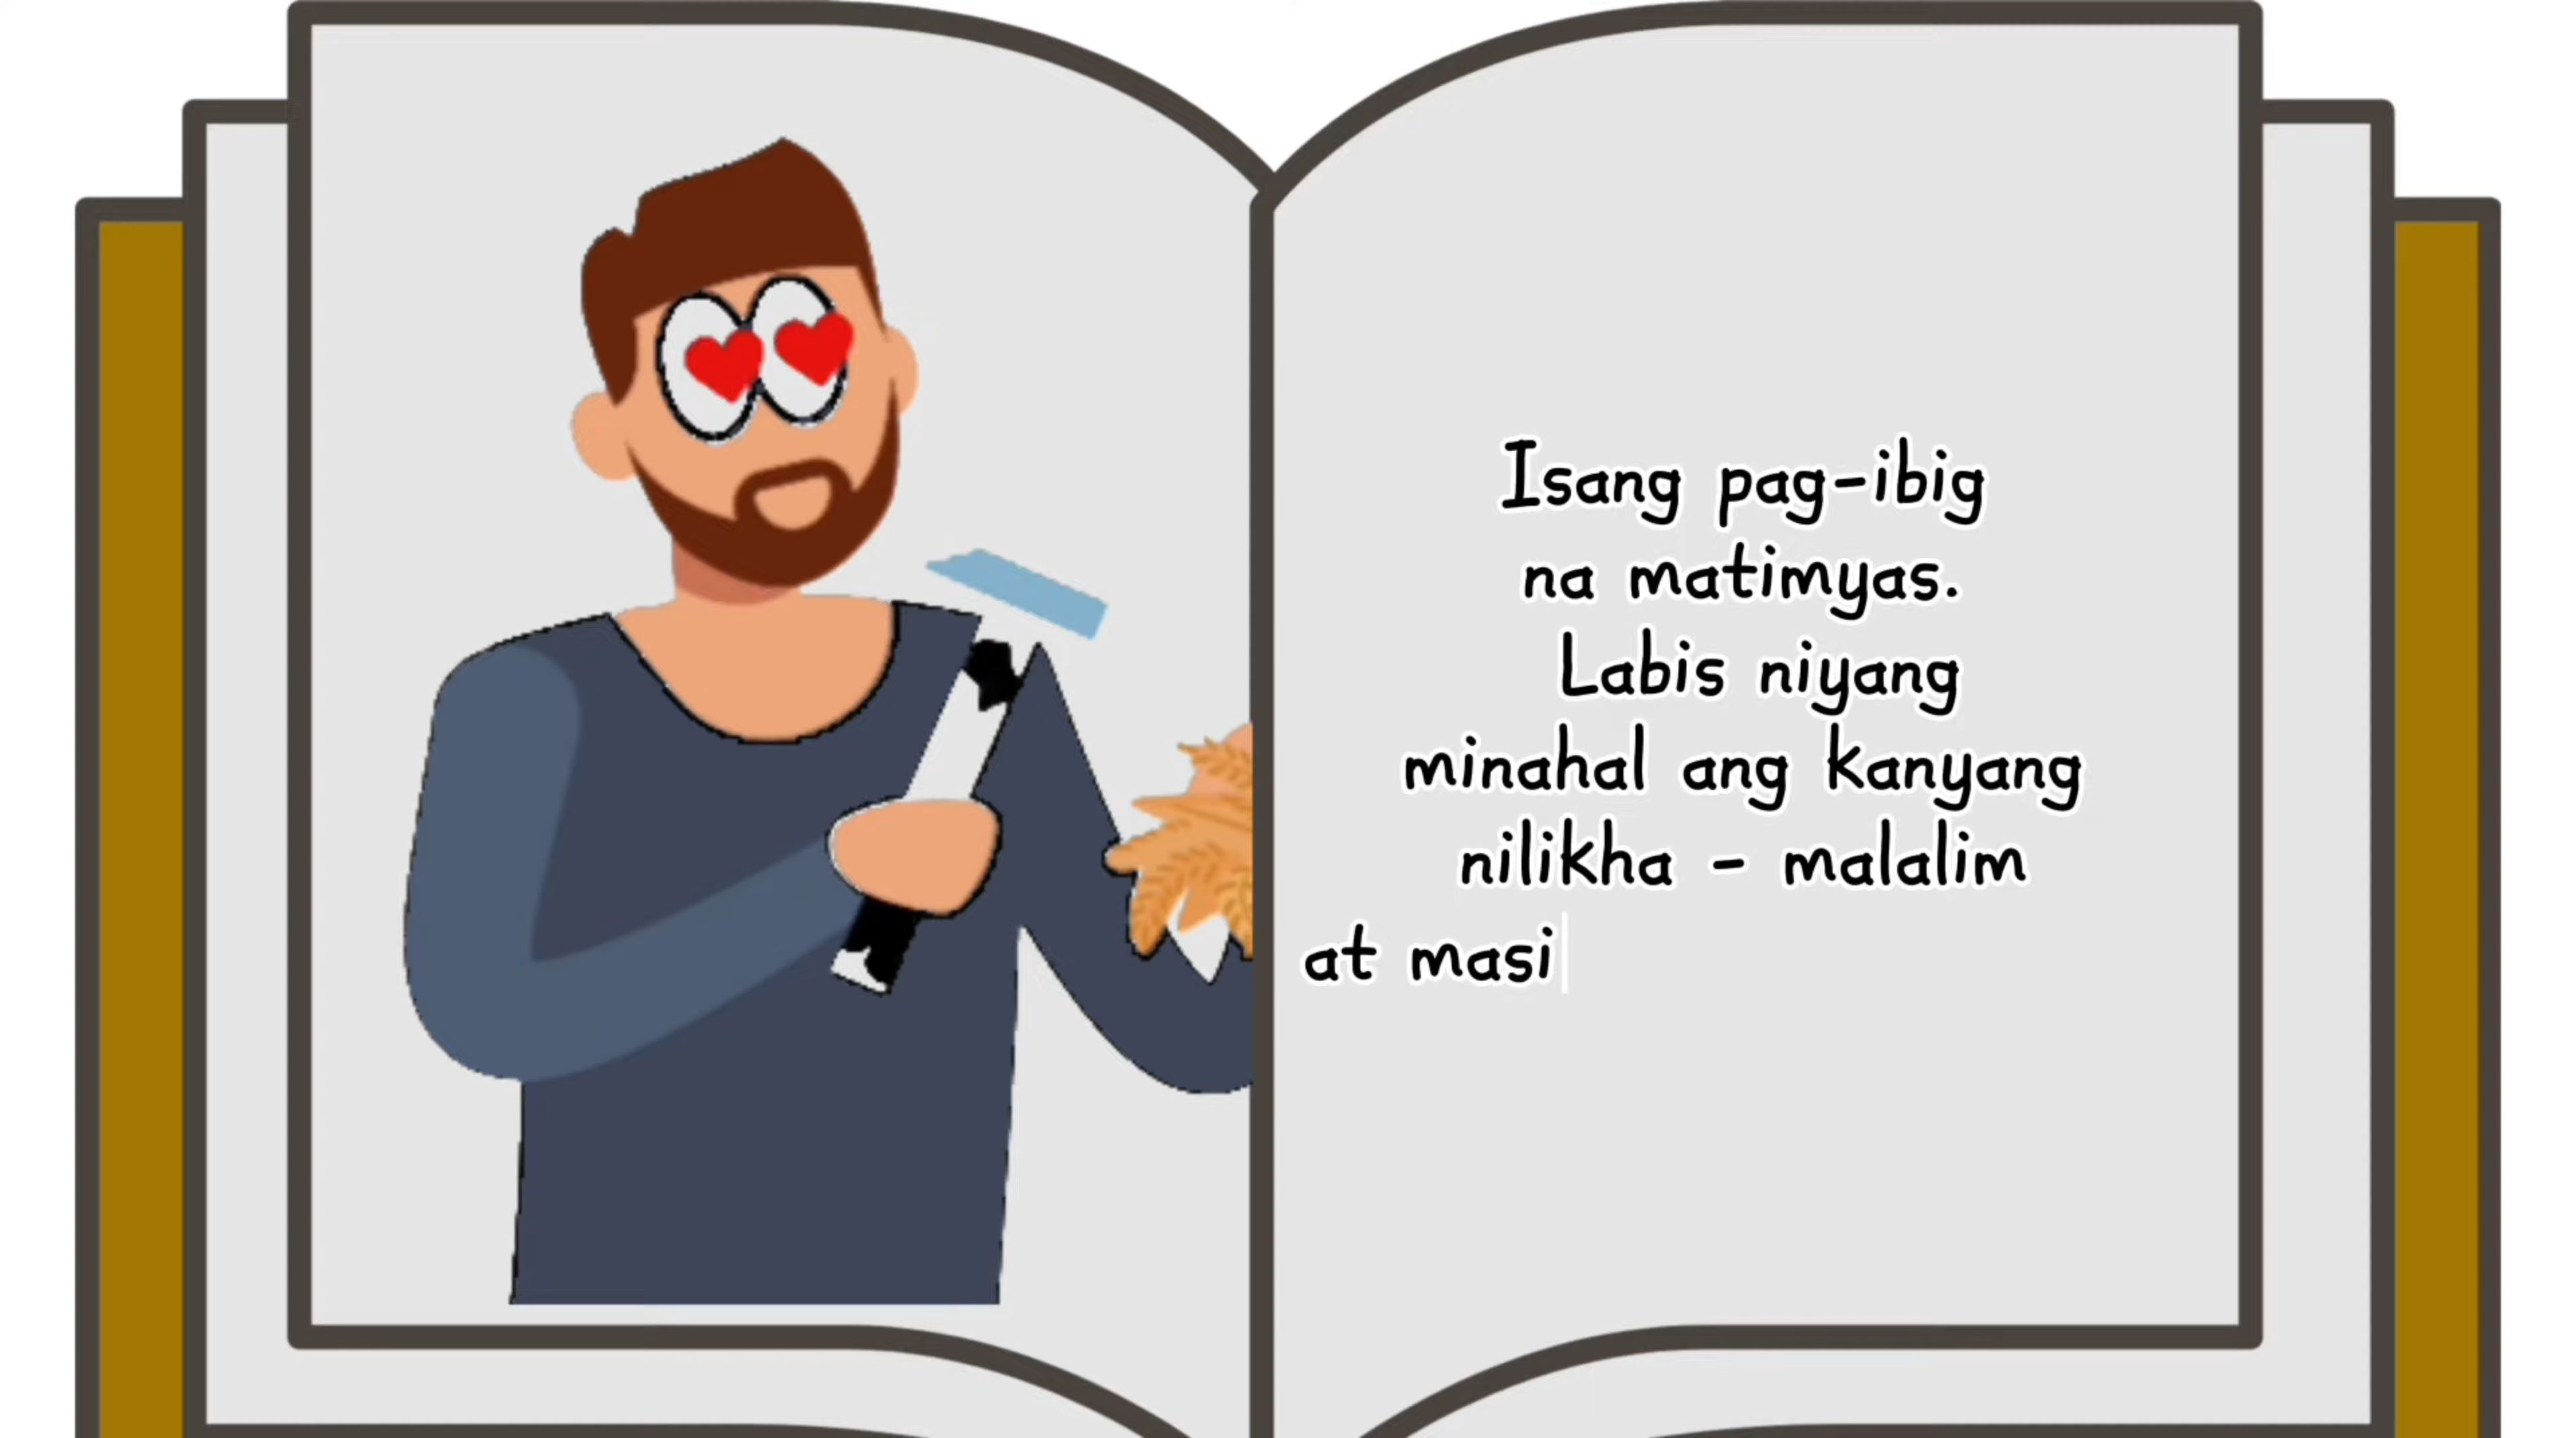 Isang pag-ibig
na matimyas.
Labis niyang
minahal ang kanyang
nilikha - malalim
at masi